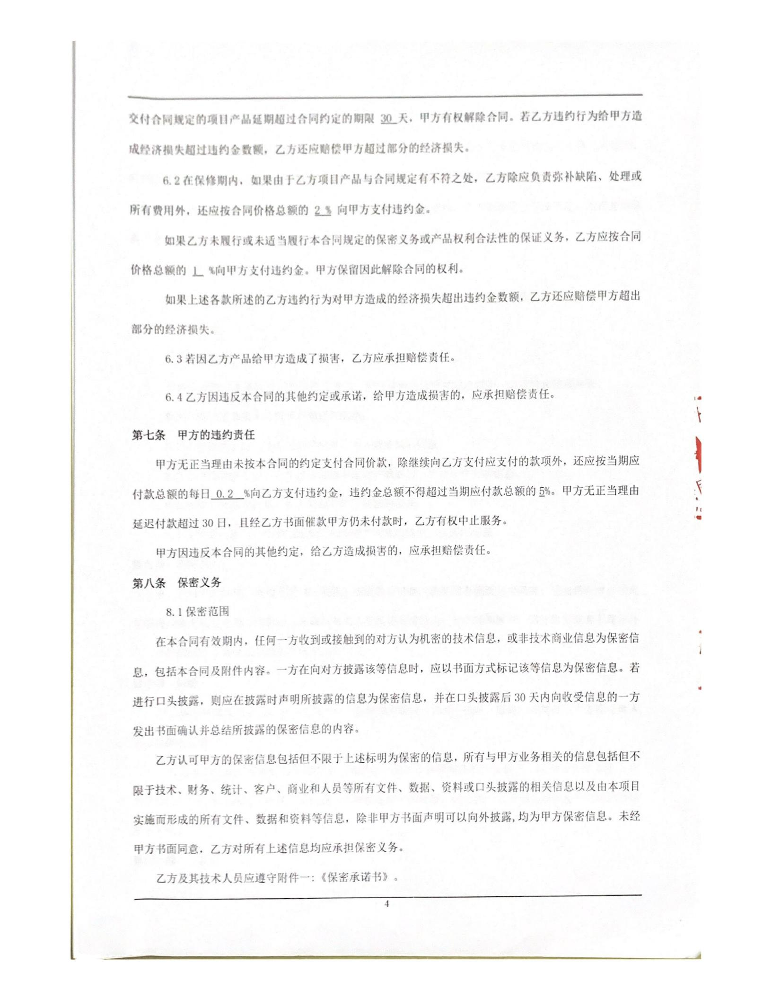 交付合同规定的项目产品延期超过合同约定的期限 30 天，甲方有权解除合同。若乙方违约行为给甲方造
成经济损失超过违约金数额，乙方还应赔偿甲方超过部分的经济损失。
6.2 在保修期内，如果由于乙方项目产品与合同规定有不符之处，乙方除应负责弥补缺陷、处理或
所有费用外，还应按合同价格总额的 2 % 向甲方支付违约金。
如果乙方未履行或未适当履行本合同规定的保密义务或产品权利合法性的保证义务，乙方应按合同
价格总额的 1 %向甲方支付违约金。甲方保留因此解除合同的权利。
如果上述各款所述的乙方违约行为对甲方造成的经济损失超出违约金数额，乙方还应赔偿甲方超出
部分的经济损失。
6.3 若因乙方产品给甲方造成了损害，乙方应承担赔偿责任。
6.4 乙方因违反本合同的其他约定或承诺，给甲方造成损害的，应承担赔偿责任。
第七条 甲方的违约责任
甲方无正当理由未按本合同的约定支付合同价款，除继续向乙方支付应支付的款项外，还应按当期应
付款总额的每日 0.2 %向乙方支付违约金，违约金总额不得超过当期应付款总额的 5%。甲方无正当理由
延迟付款超过 30 日，且经乙方书面催款甲方仍未付款时，乙方有权中止服务。
甲方因违反本合同的其他约定，给乙方造成损害的，应承担赔偿责任。
第八条 保密义务
8.1 保密范围
在本合同有效期内，任何一方收到或接触到的对方认为机密的技术信息，或非技术商业信息为保密信
息，包括本合同及附件内容。一方在向对方披露该等信息时，应以书面方式标记该等信息为保密信息。若
进行口头披露，则应在披露时声明所披露的信息为保密信息，并在口头披露后 30 天内向收受信息的一方
发出书面确认并总结所披露的保密信息的内容。
乙方认可甲方的保密信息包括但不限于上述标明为保密的信息，所有与甲方业务相关的信息包括但不
限于技术、财务、统计、客户、商业和人员等所有文件、数据、资料或口头披露的相关信息以及由本项目
实施而形成的所有文件、数据和资料等信息，除非甲方书面声明可以向外披露,均为甲方保密信息。未经
甲方书面同意，乙方对所有上述信息均应承担保密义务。
乙方及其技术人员应遵守附件一:《保密承诺书》。
4